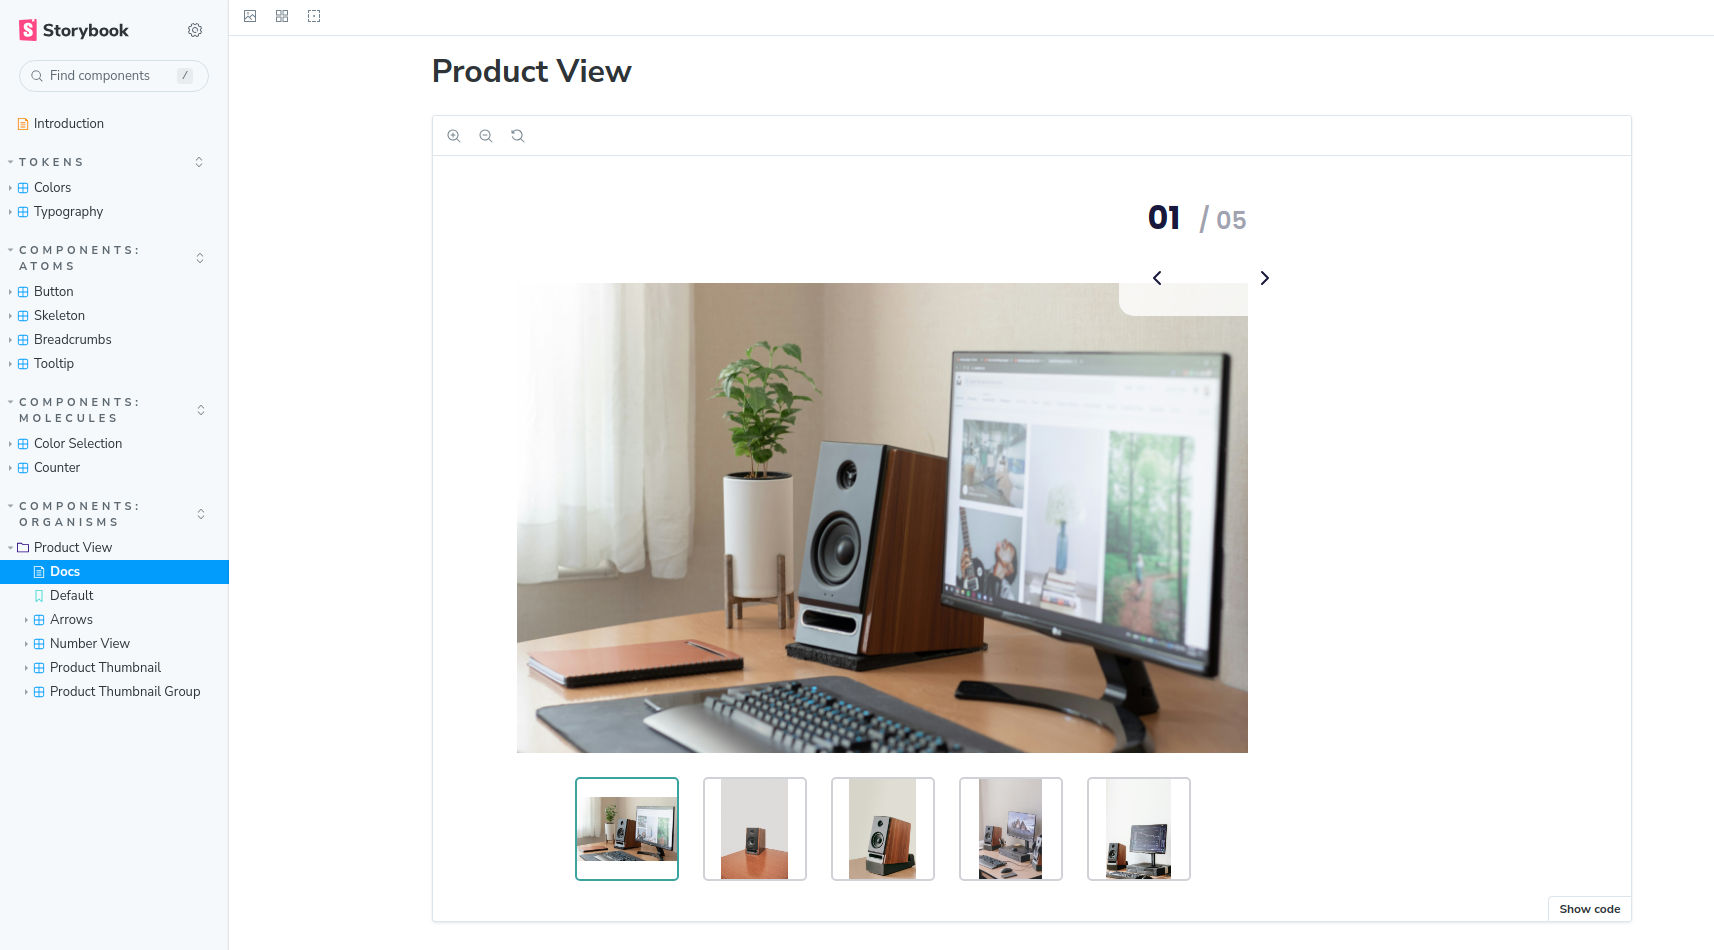 Storybook
Find components /
Introduction
TOKENS
Colors
Typography
COMPONENTS:
ATOMS
Button
Skeleton
Breadcrumbs
Tooltip
COMPONENTS:
MOLECULES
Color Selection
Counter
COMPONENTS:
ORGANISMS
Product View
Docs
Default
Arrows
Number View
Product Thumbnail
Product Thumbnail Group
Product View
01 / 05
Show code